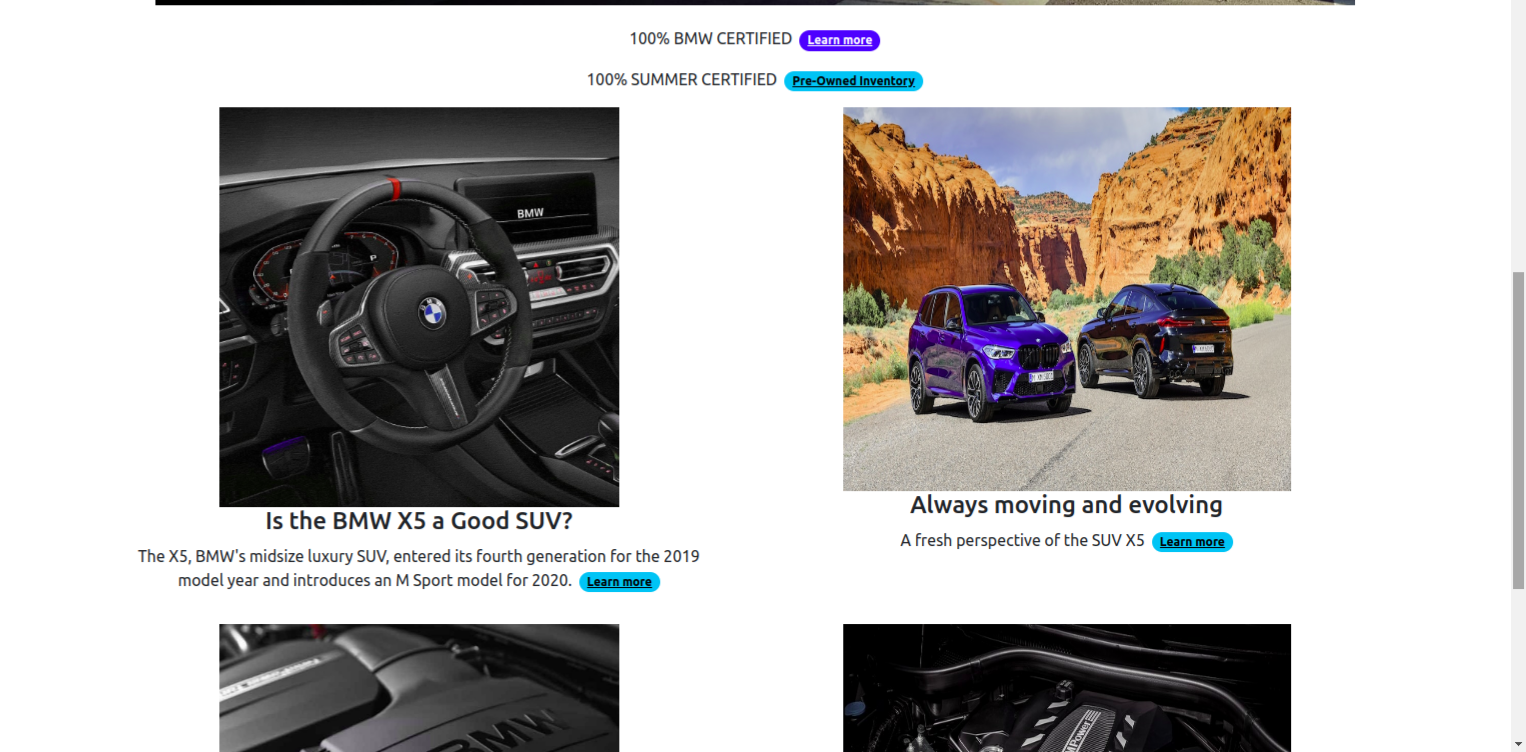 100% BMW CERTIFIED Learn more
100% SUMMER CERTIFIED Pre-Owned Inventory
BMW
P
Is the BMW X5 a Good SUV?
The X5, BMW's midsize luxury SUV, entered its fourth generation for the 2019
model year and introduces an M Sport model for 2020. Learn more
Always moving and evolving
A fresh perspective of the SUV X5 Learn more
BMW
M Power